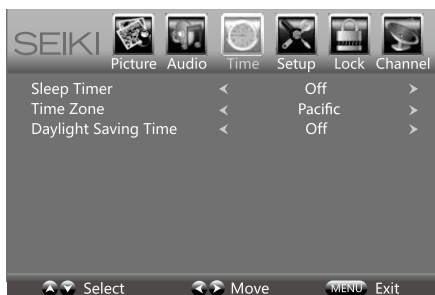 SEIKI
Picture Audio Time Setup Lock Channel
Sleep Timer < Off >
Time Zone < Pacific >
Daylight Saving Time < Off >
Select Move MENU Exit